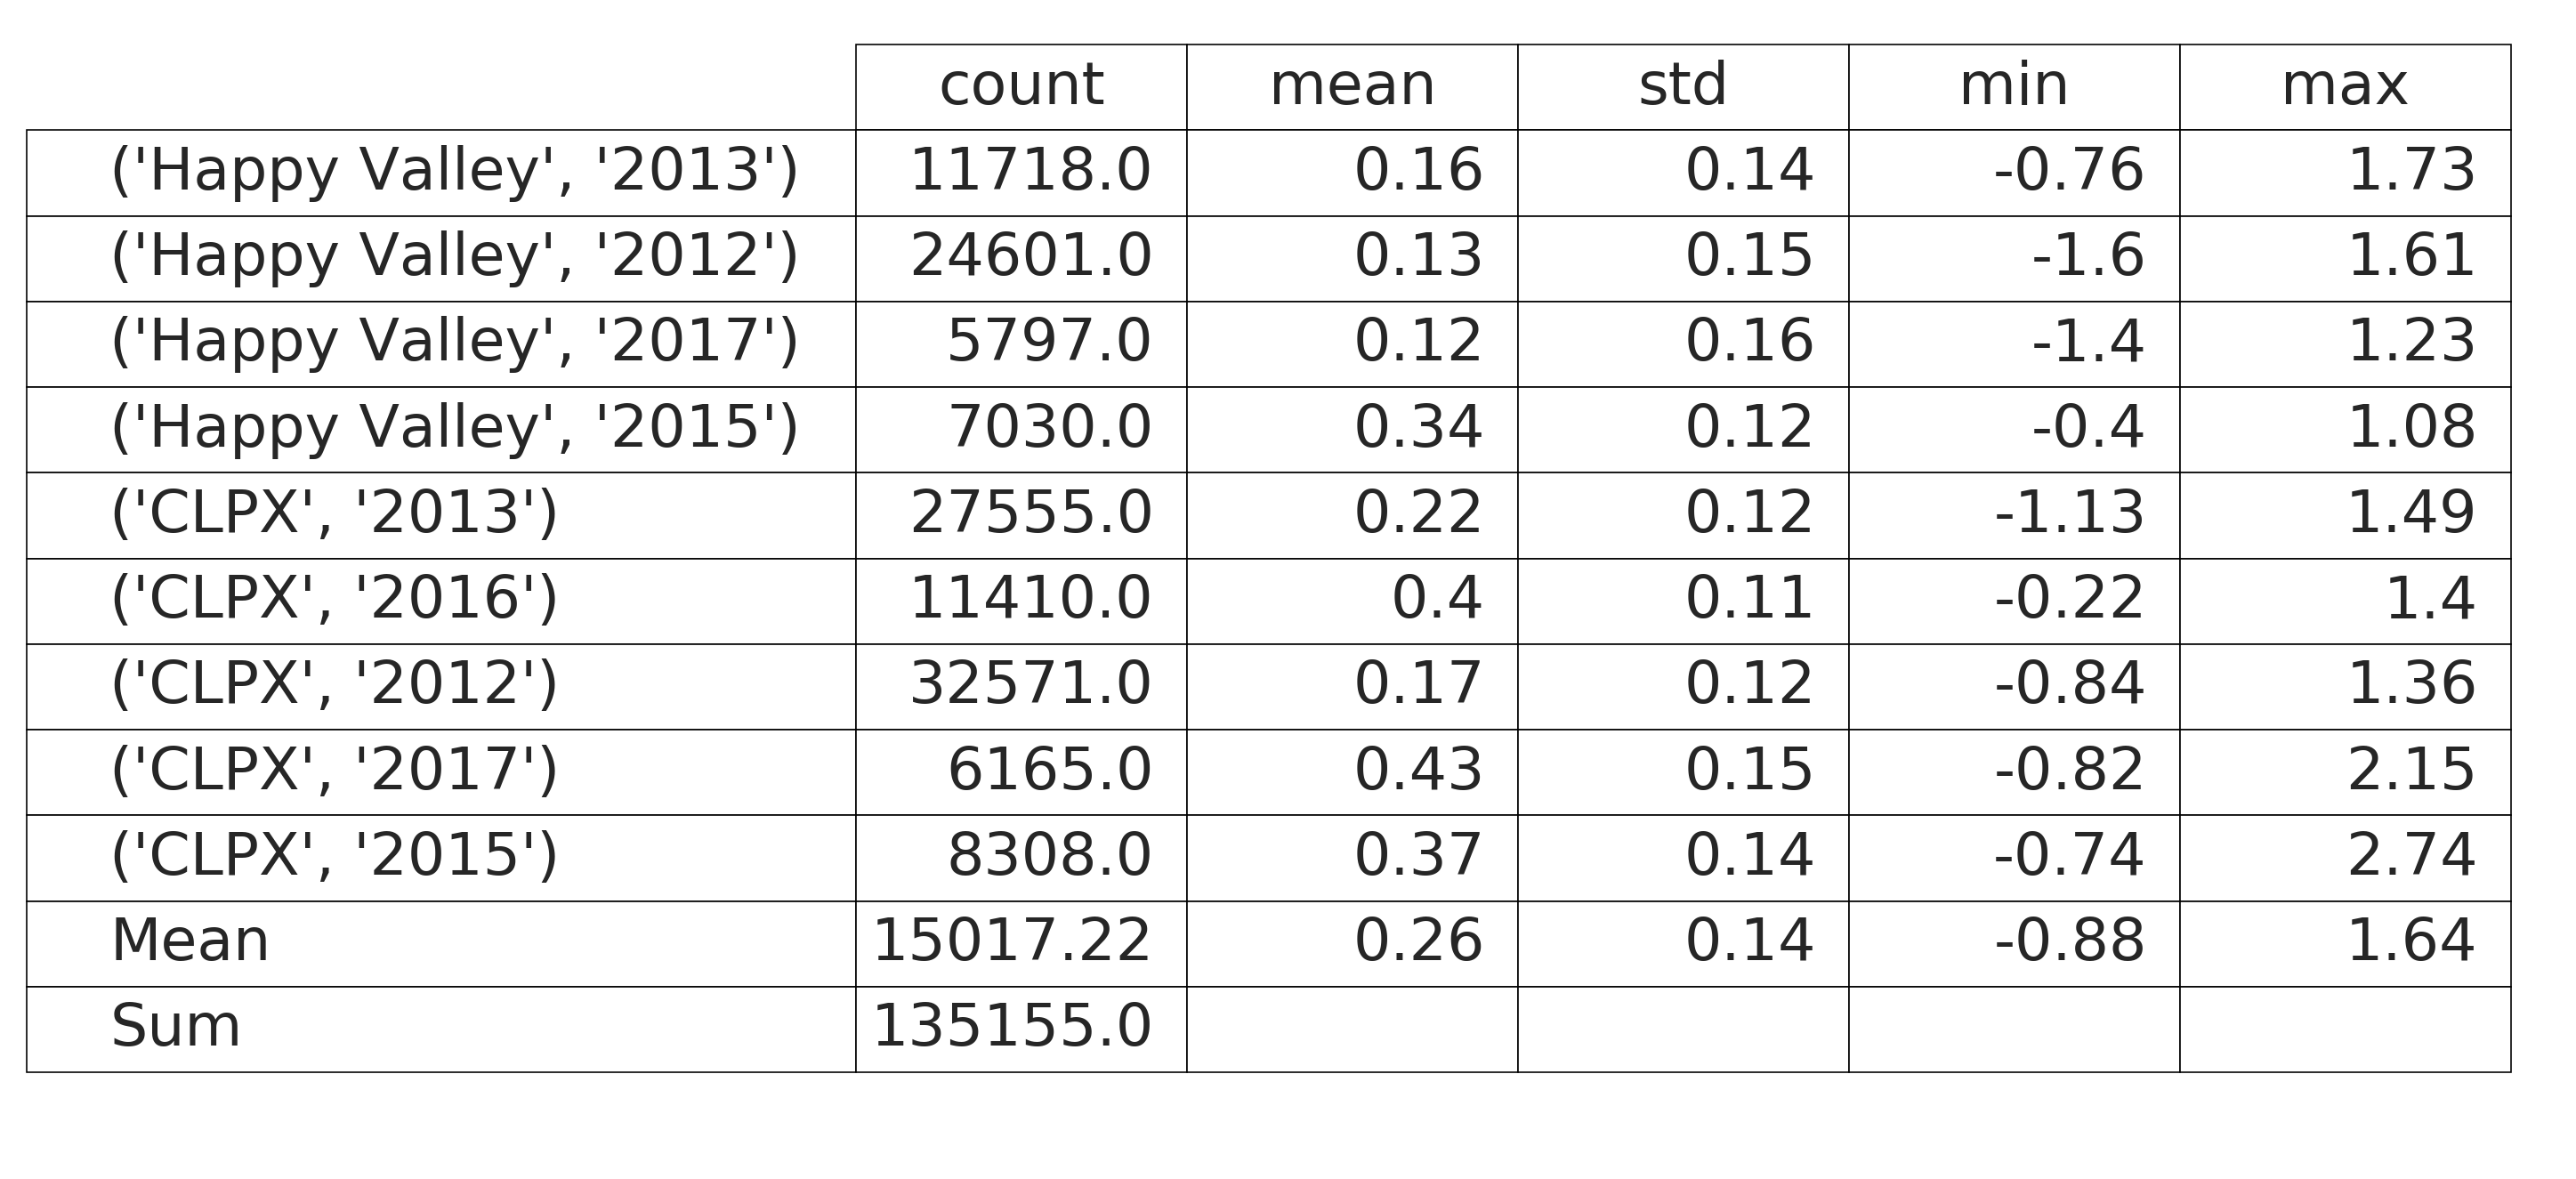 count mean std min max
('Happy Valley', '2013') 11718.0 0.16 0.14 -0.76 1.73
('Happy Valley', '2012') 24601.0 0.13 0.15 -1.6 1.61
('Happy Valley', '2017') 5797.0 0.12 0.16 -1.4 1.23
('Happy Valley', '2015') 7030.0 0.34 0.12 -0.4 1.08
('CLPX', '2013') 27555.0 0.22 0.12 -1.13 1.49
('CLPX', '2016') 11410.0 0.4 0.11 -0.22 1.4
('CLPX', '2012') 32571.0 0.17 0.12 -0.84 1.36
('CLPX', '2017') 6165.0 0.43 0.15 -0.82 2.15
('CLPX', '2015') 8308.0 0.37 0.14 -0.74 2.74
Mean 15017.22 0.26 0.14 -0.88 1.64
Sum 135155.0